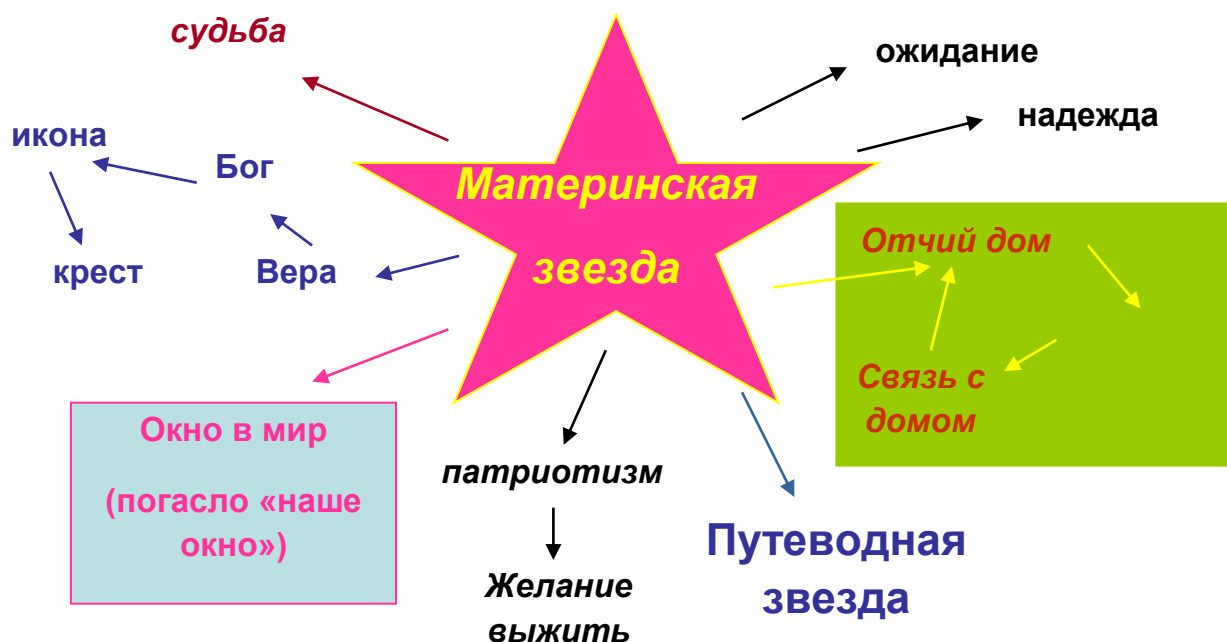 судьба
ожидание
надежда
икона
Бог
крест
Вера
Материнская
звезда
Отчий дом
Связь с
домом
Окно в мир
(погасло «наше
окно»)
патриотизм
Желание
выжить
Путеводная
звезда